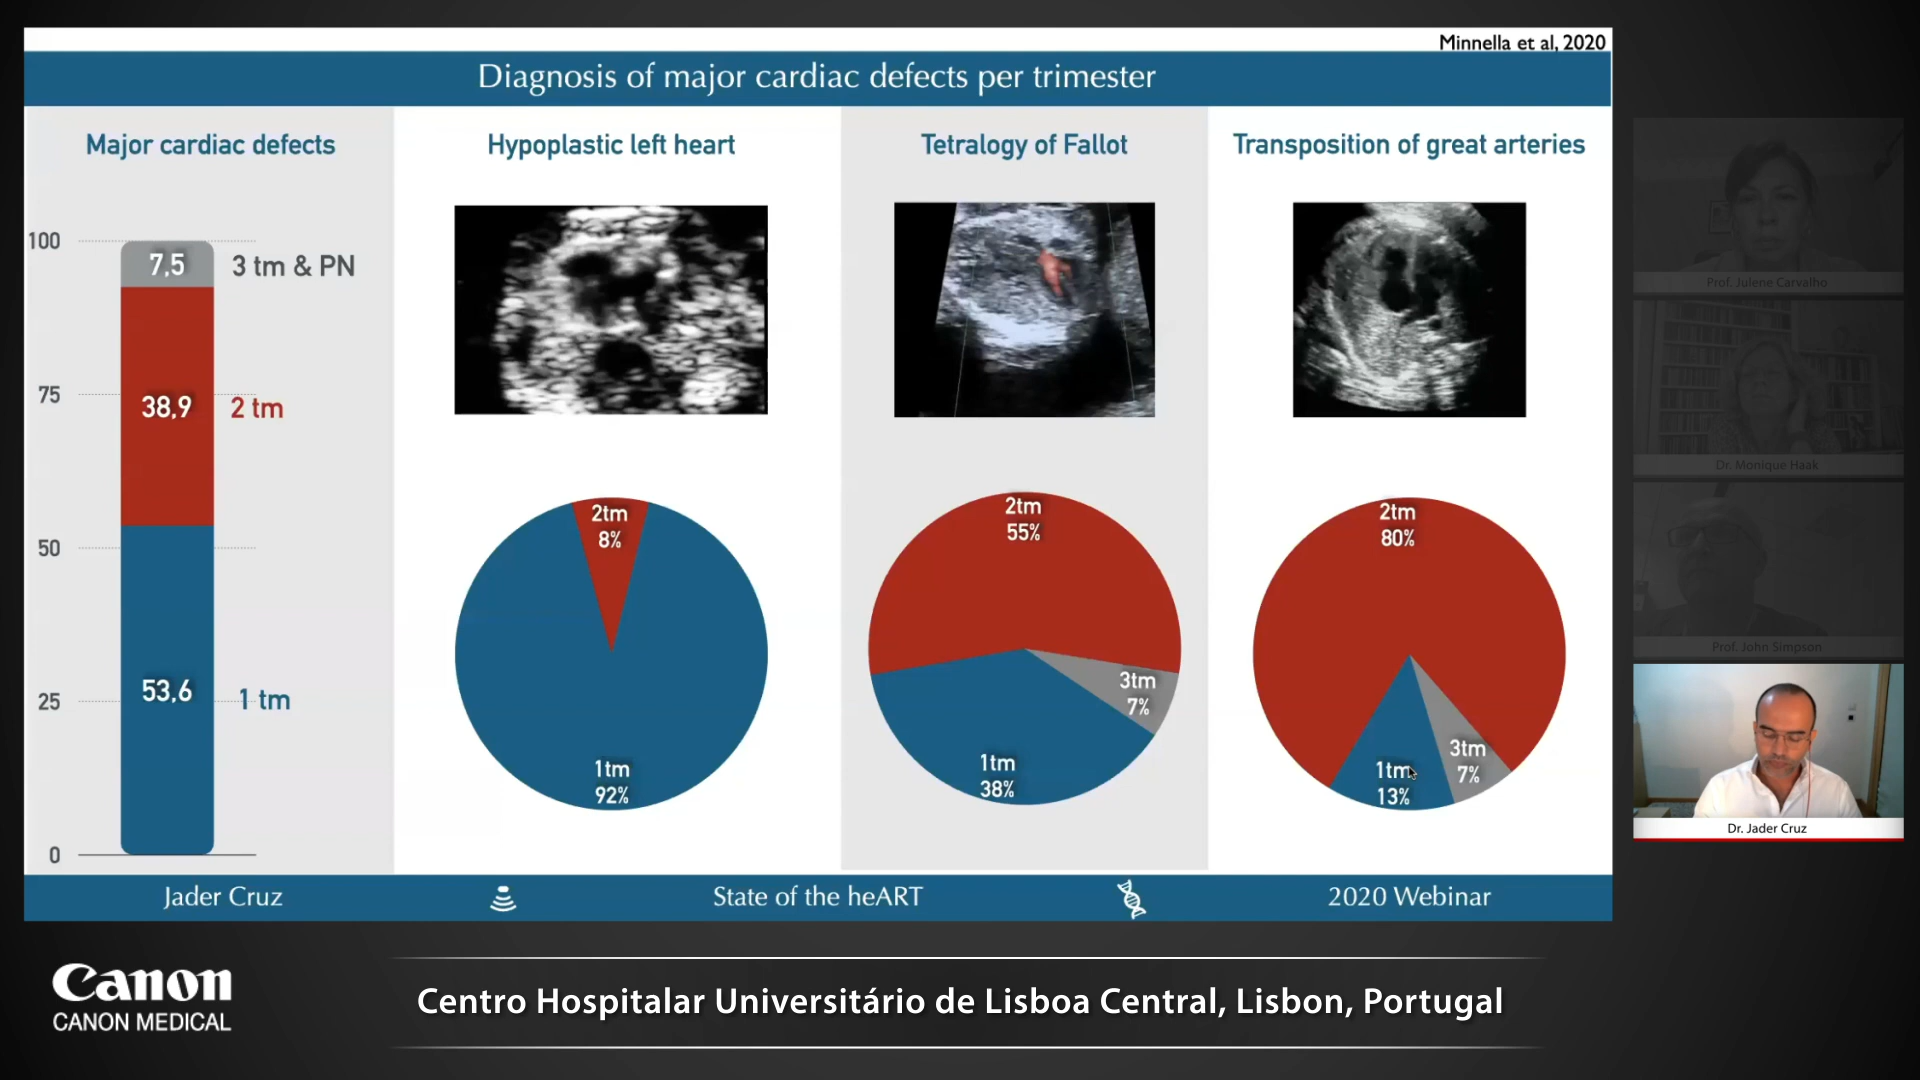 Minnella et al, 2020
Diagnosis of major cardiac defects per trimester
Major cardiac defects
Hypoplastic left heart
Tetralogy of Fallot
Transposition of great arteries
100
7,5
3 tm & PN
75
38,9
2 tm
50
53,6
1 tm
25
0
2tm
8%
1tm
92%
2tm
55%
3tm
7%
1tm
38%
2tm
80%
3tm
7%
1tm
13%
Jader Cruz
State of the heART
2020 Webinar
Prof. Julene Carvalho
Dr. Monique Haak
Prof. John Simpson
Dr. Jader Cruz
Canon
CANON MEDICAL
Centro Hospitalar Universitário de Lisboa Central, Lisbon, Portugal